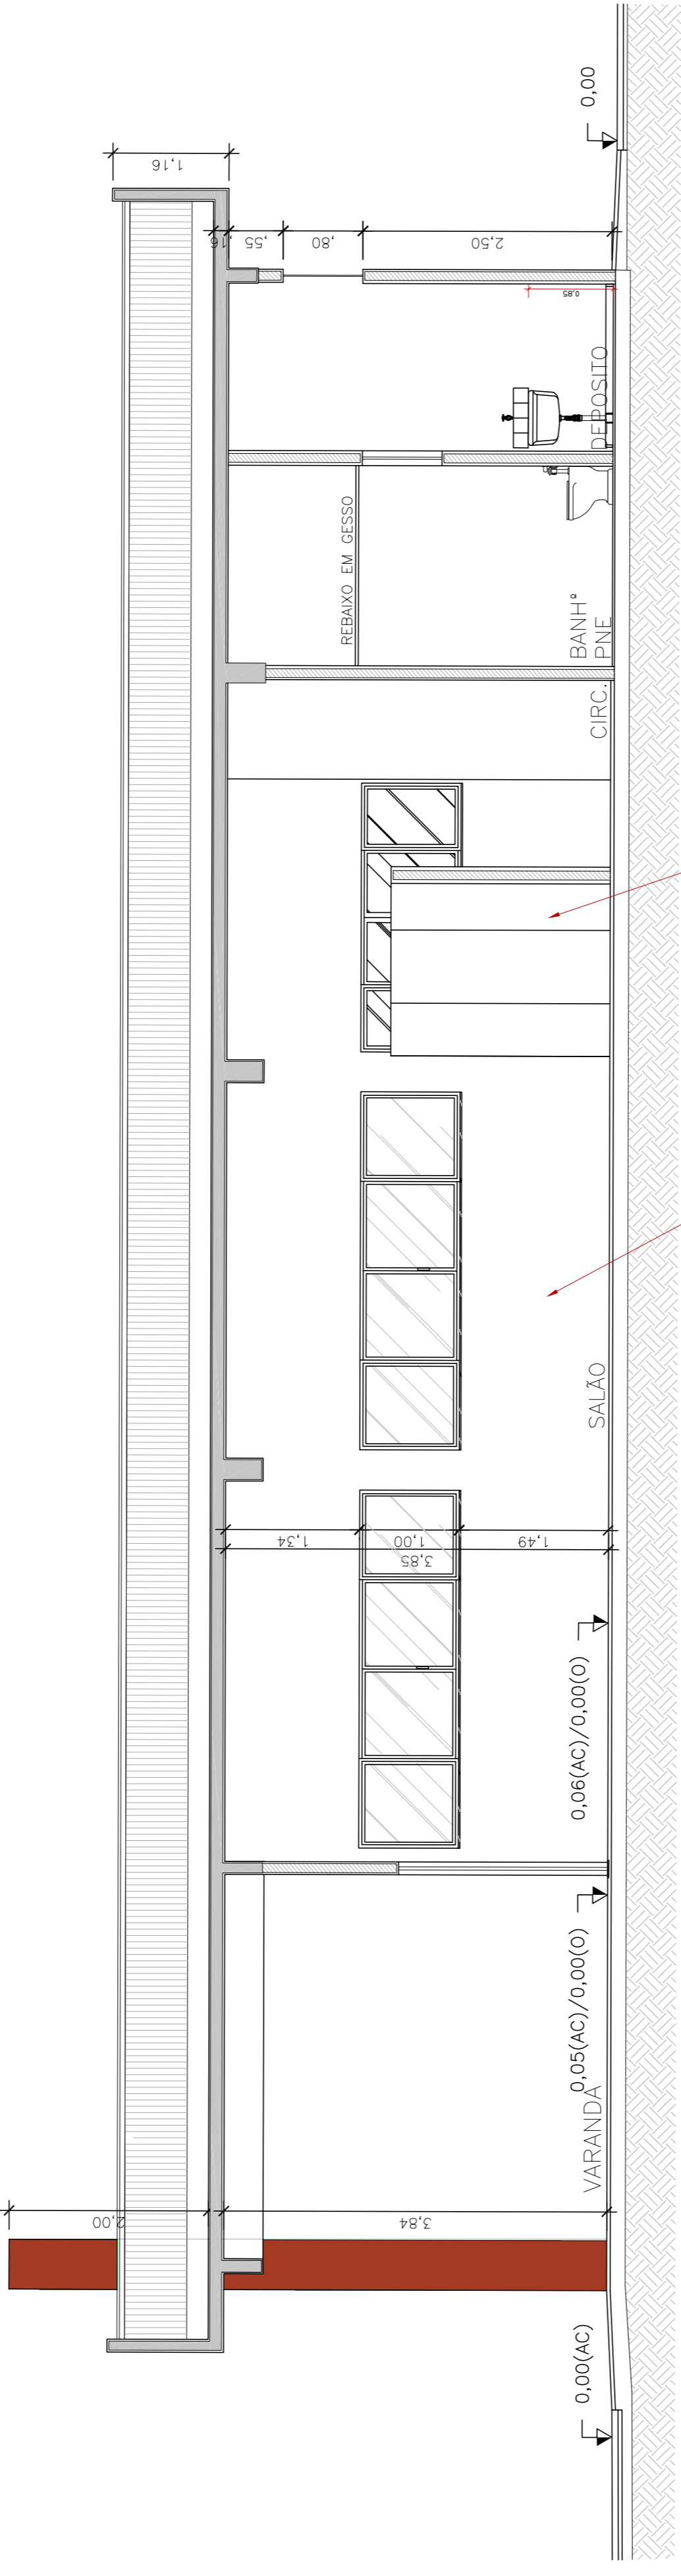 0,00
1,16
,16
,55
,80
2,50
0,85
DEPOSITO
REBAIXO EM GESSO
BANHº
PNE
CIRC.
SALÃO
1,34
1,00
1,49
3,85
0,06(AC)/0,00(O)
0,05(AC)/0,00(O)
VARANDA
2,00
3,84
0,00(AC)